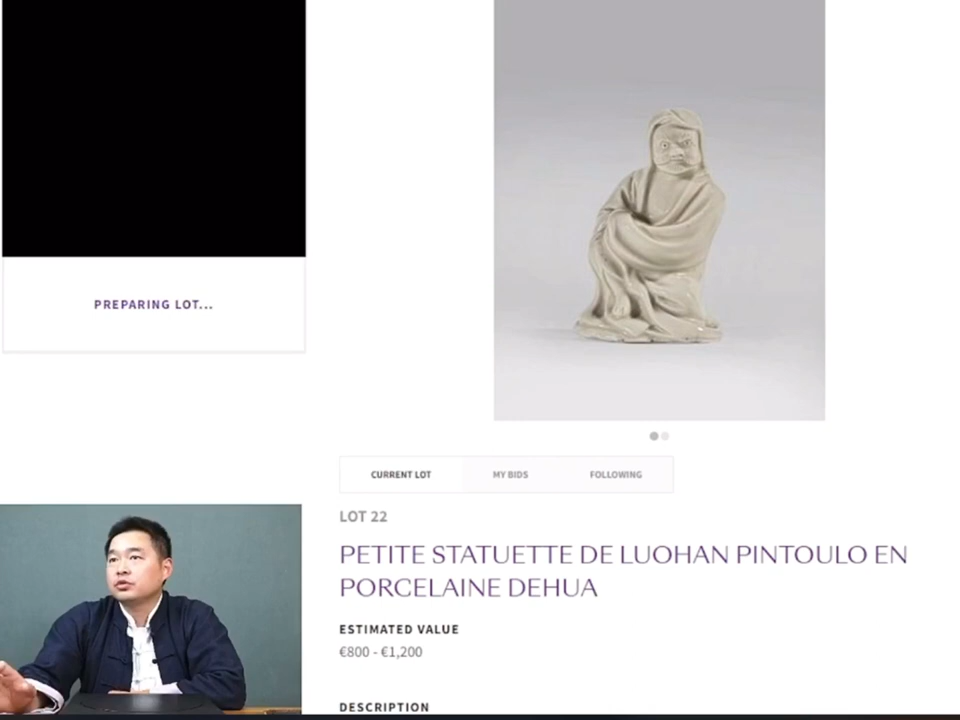 PREPARING LOT...
CURRENT LOT
MY BIDS
FOLLOWING
LOT 22
PETITE STATUETTE DE LUOHAN PINTOULO EN
PORCELAINE DEHUA
ESTIMATED VALUE
€800 - €1,200
DESCRIPTION